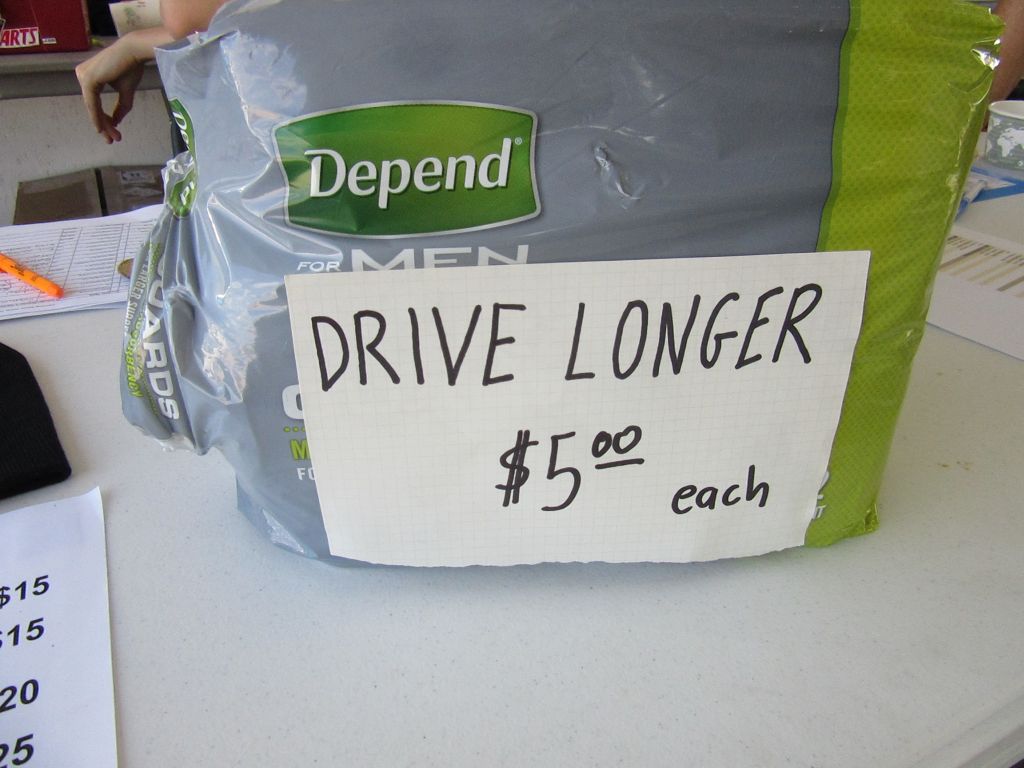 ARTS
Depend®
FOR MEN
GUARDS
DRIVE LONGER
$5.00
each
$15
$15
20
25